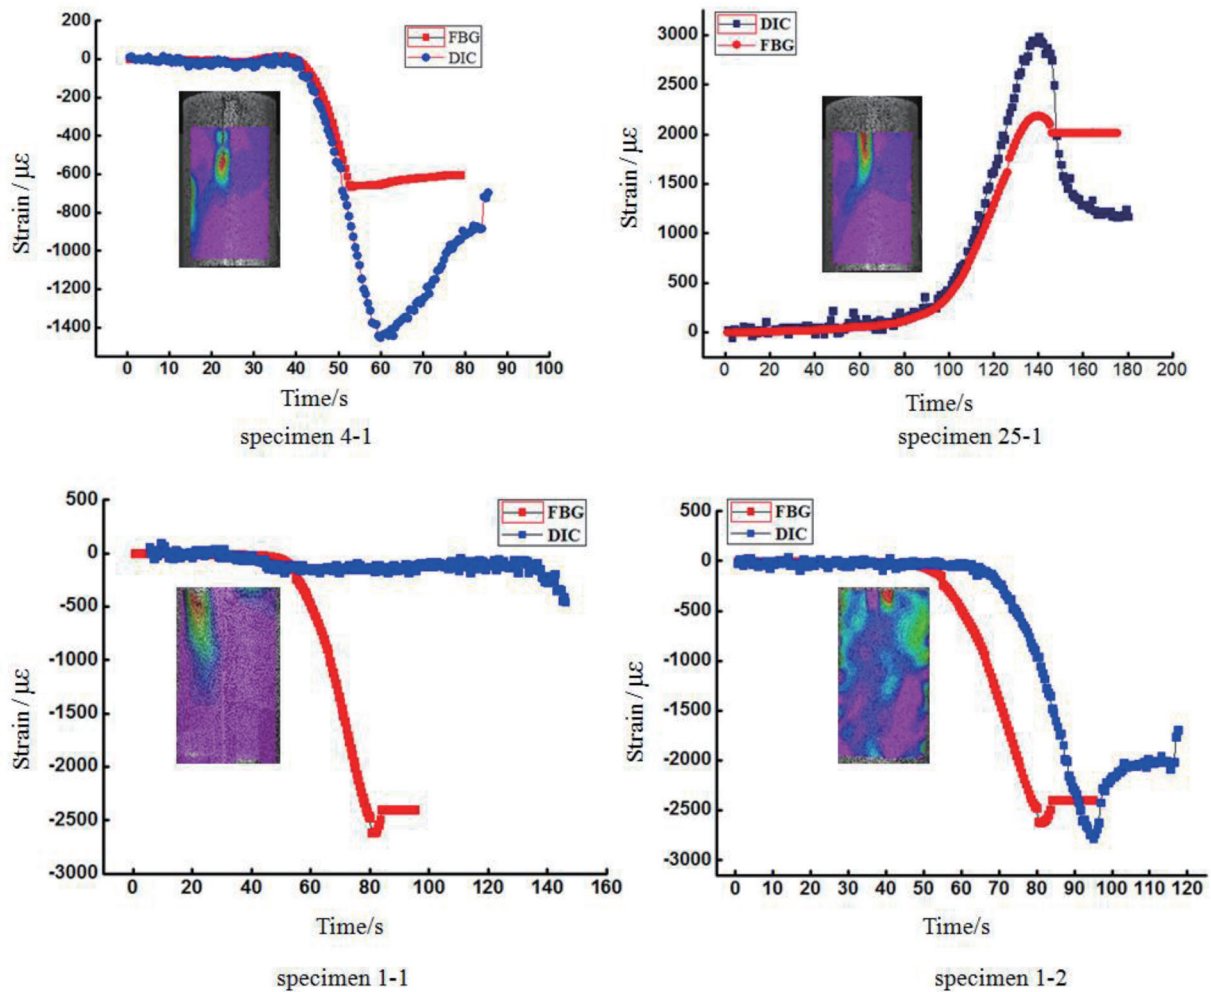 200
0
-200
-400
-600
-800
-1000
-1200
-1400
Strain / με
FBG
DIC
0 10 20 30 40 50 60 70 80 90 100
Time/s
specimen 4-1
3000
2500
2000
1500
1000
500
0
Strain / με
DIC
FBG
0 20 40 60 80 100 120 140 160 180 200
Time/s
specimen 25-1
500
0
-500
-1000
-1500
-2000
-2500
-3000
Strain / με
FBG
DIC
0 20 40 60 80 100 120 140 160
Time/s
specimen 1-1
500
0
-500
-1000
-1500
-2000
-2500
-3000
Strain / με
FBG
DIC
0 10 20 30 40 50 60 70 80 90 100 110 120
Time/s
specimen 1-2